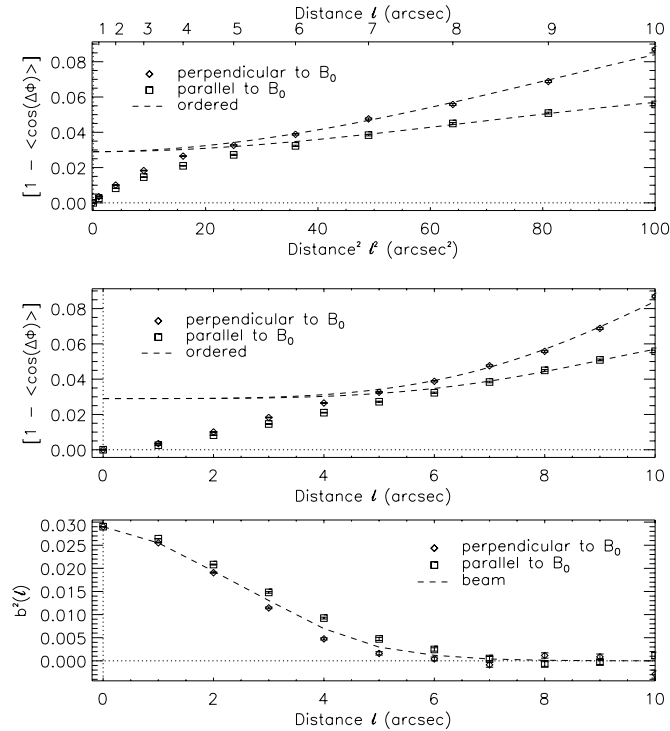 Distance ℓ (arcsec)
1 2 3 4 5 6 7 8 9 10
[1 - <cos(ΔΦ)>]
0.08
0.06
0.04
0.02
0.00
perpendicular to B₀
parallel to B₀
ordered
0 20 40 60 80 100
Distance² ℓ² (arcsec²)
[1 - <cos(ΔΦ)>]
0.08
0.06
0.04
0.02
0.00
perpendicular to B₀
parallel to B₀
ordered
0 2 4 6 8 10
Distance ℓ (arcsec)
b²(ℓ)
0.030
0.025
0.020
0.015
0.010
0.005
0.000
perpendicular to B₀
parallel to B₀
beam
0 2 4 6 8 10
Distance ℓ (arcsec)